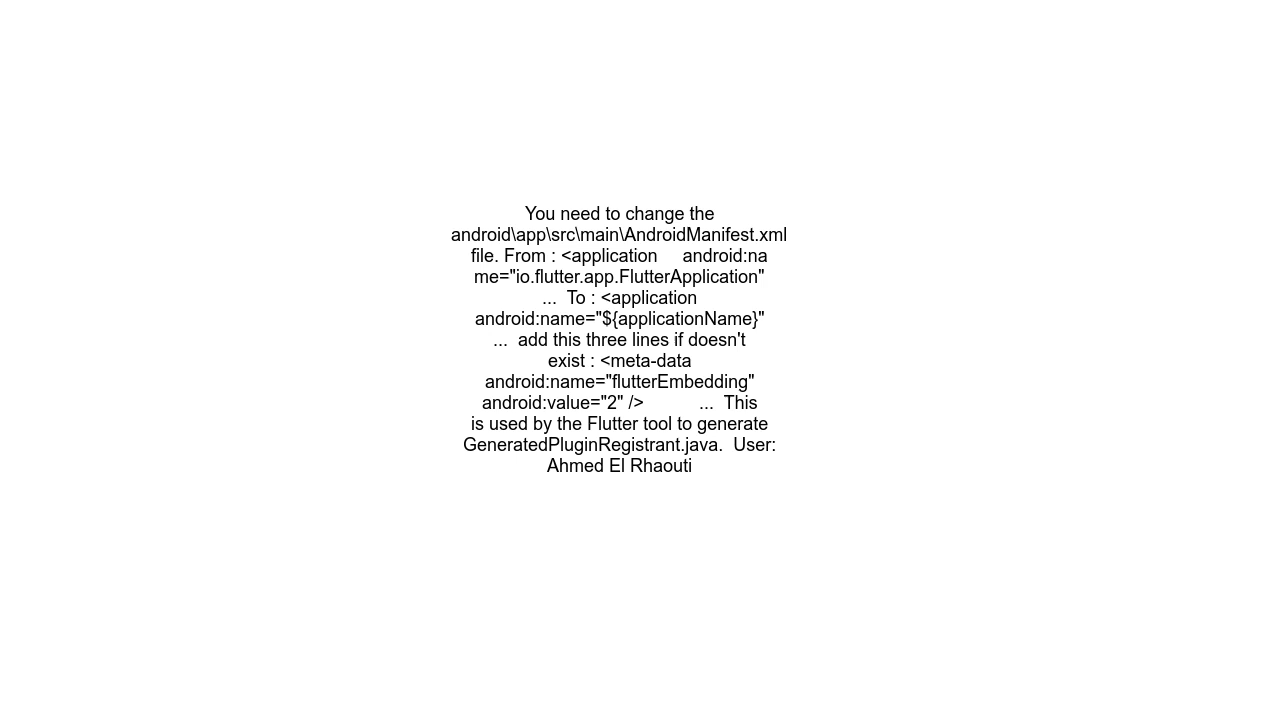 You need to change the
android\app\src\main\AndroidManifest.xml
file. From : <application     android:na
me="io.flutter.app.FlutterApplication"
...  To : <application
android:name="${applicationName}"
...  add this three lines if doesn't
exist : <meta-data
android:name="flutterEmbedding"
android:value="2" />           ...  This
is used by the Flutter tool to generate
GeneratedPluginRegistrant.java.  User:
Ahmed El Rhaouti